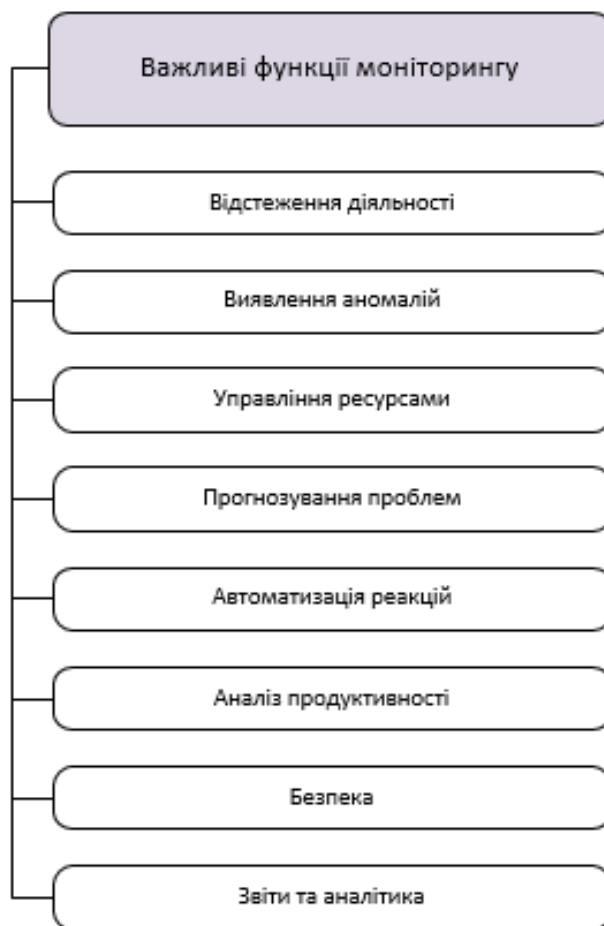 Важливі функції моніторингу
Відстеження діяльності
Виявлення аномалій
Управління ресурсами
Прогнозування проблем
Автоматизація реакцій
Аналіз продуктивності
Безпека
Звіти та аналітика